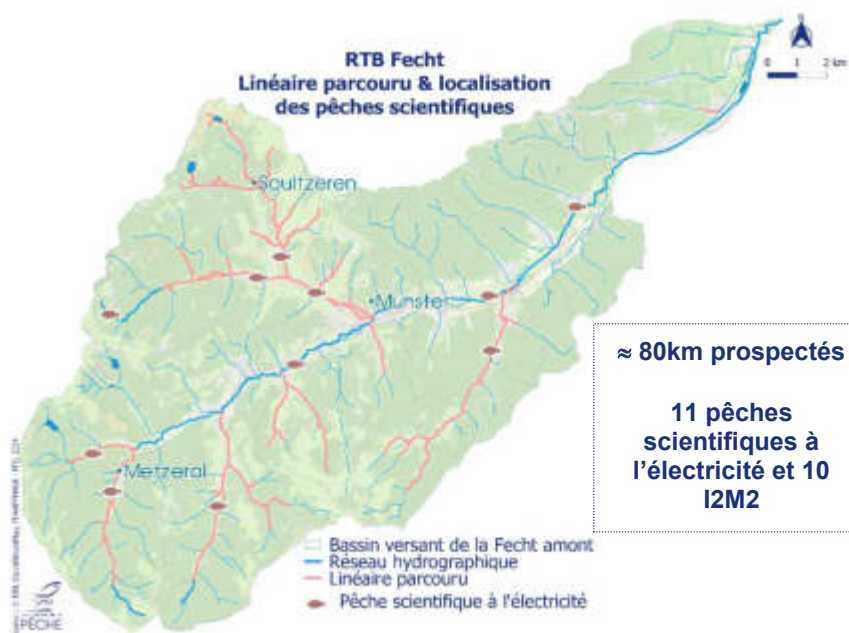 RTB Fecht
Linéaire parcouru & localisation
des pêches scientifiques
0 1 2 km
Soultzeren
Munster
Metzeral
≈ 80km prospectés
11 pêches
scientifiques à
l'électricité et 10
I2M2
Bassin versant de la Fecht amont
Réseau hydrographique
Linéaire parcouru
Pêche scientifique à l'électricité
PÊCHE